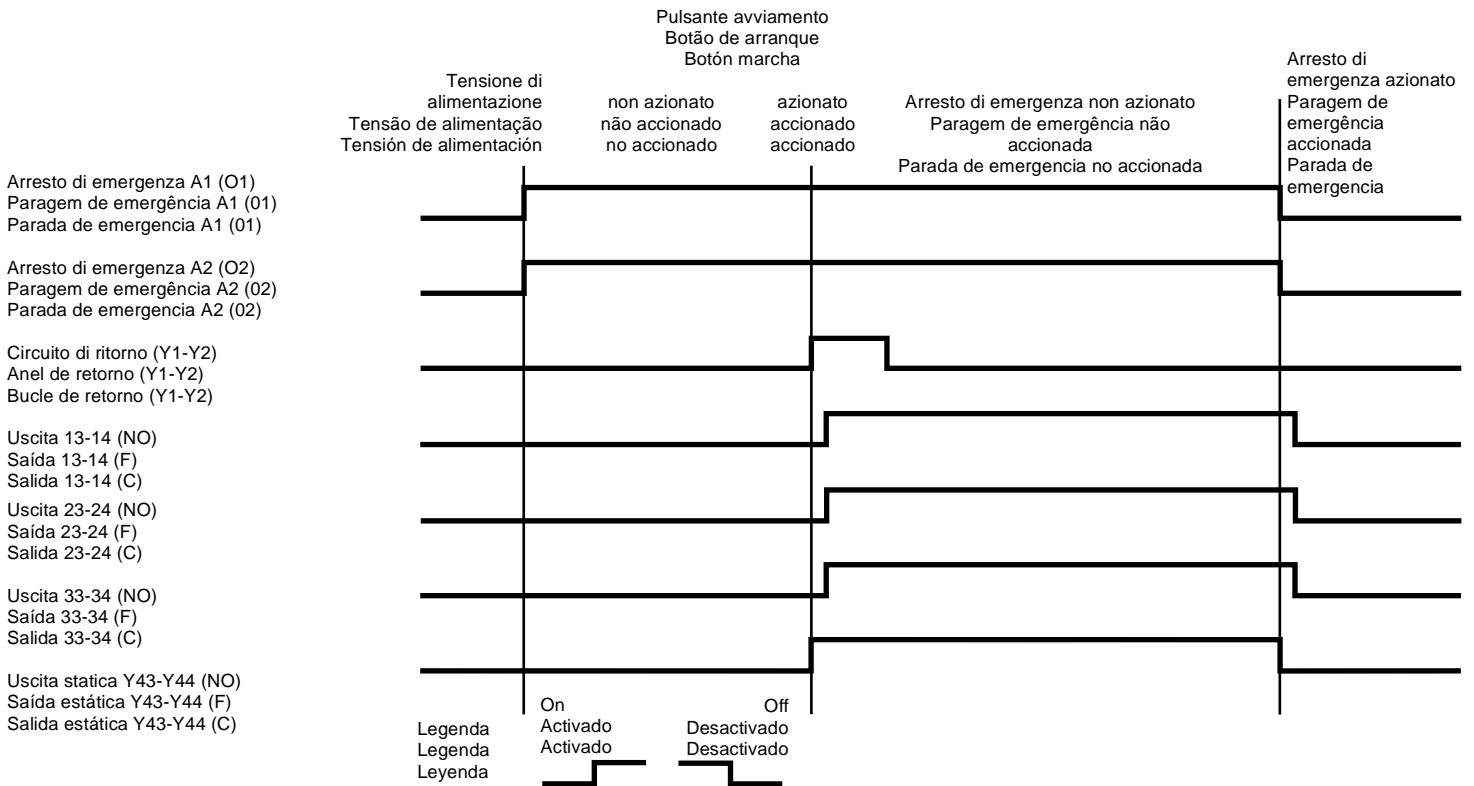 Pulsante avviamento
Botão de arranque
Botón marcha
Tensione di
alimentazione
Tensão de alimentação
Tensión de alimentación
non azionato
não accionado
no accionado
azionato
accionado
accionado
Arresto di emergenza non azionato
Paragem de emergência não
accionada
Parada de emergencia no accionada
Arresto di
emergenza azionato
Paragem de
emergência
accionada
Parada de
emergencia
Arresto di emergenza A1 (O1)
Paragem de emergência A1 (01)
Parada de emergencia A1 (01)
Arresto di emergenza A2 (O2)
Paragem de emergência A2 (02)
Parada de emergencia A2 (02)
Circuito di ritorno (Y1-Y2)
Anel de retorno (Y1-Y2)
Bucle de retorno (Y1-Y2)
Uscita 13-14 (NO)
Saída 13-14 (F)
Salida 13-14 (C)
Uscita 23-24 (NO)
Saída 23-24 (F)
Salida 23-24 (C)
Uscita 33-34 (NO)
Saída 33-34 (F)
Salida 33-34 (C)
Uscita statica Y43-Y44 (NO)
Saída estática Y43-Y44 (F)
Salida estática Y43-Y44 (C)
Legenda
Legenda
Leyenda
On
Activado
Activado
Off
Desactivado
Desactivado